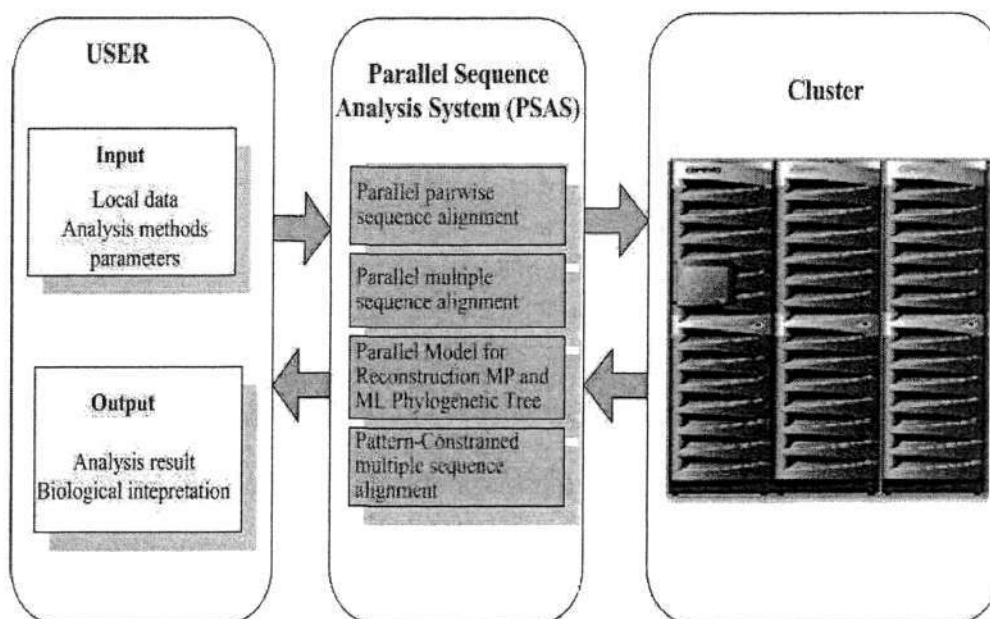 USER
Input
Local data
Analysis methods
parameters
Output
Analysis result
Biological intepretation
Parallel Sequence
Analysis System (PSAS)
Parallel pairwise
sequence alignment
Parallel multiple
sequence alignment
Parallel Model for
Reconstruction MP and
ML Phylogenetic Tree
Pattern-Constrained
multiple sequence
alignment
Cluster